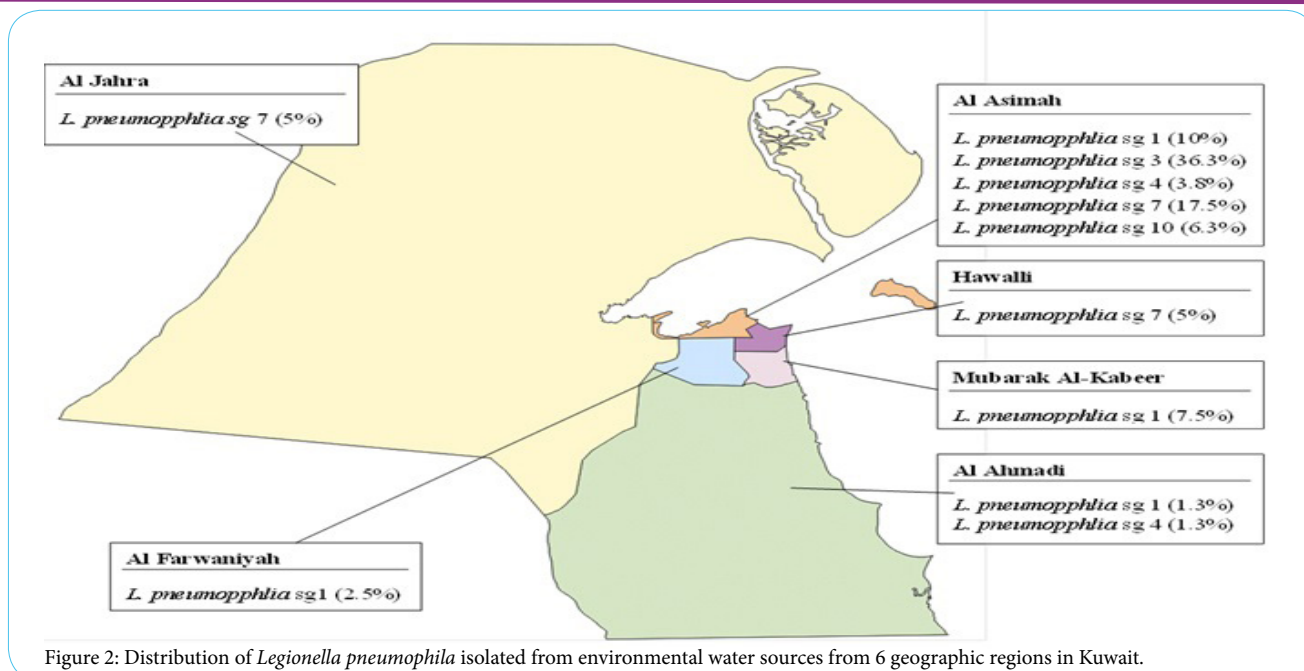 Al Jahra
L. pneumopphlia sg 7 (5%)
Al Asimah
L. pneumopphlia sg 1 (10%)
L. pneumopphlia sg 3 (36.3%)
L. pneumopphlia sg 4 (3.8%)
L. pneumopphlia sg 7 (17.5%)
L. pneumopphlia sg 10 (6.3%)
Hawalli
L. pneumopphlia sg 7 (5%)
Mubarak Al-Kabeer
L. pneumopphlia sg 1 (7.5%)
Al Ahmadi
L. pneumopphlia sg 1 (1.3%)
L. pneumopphlia sg 4 (1.3%)
Al Farwaniyah
L. pneumopphlia sg1 (2.5%)
Figure 2: Distribution of Legionella pneumophila isolated from environmental water sources from 6 geographic regions in Kuwait.